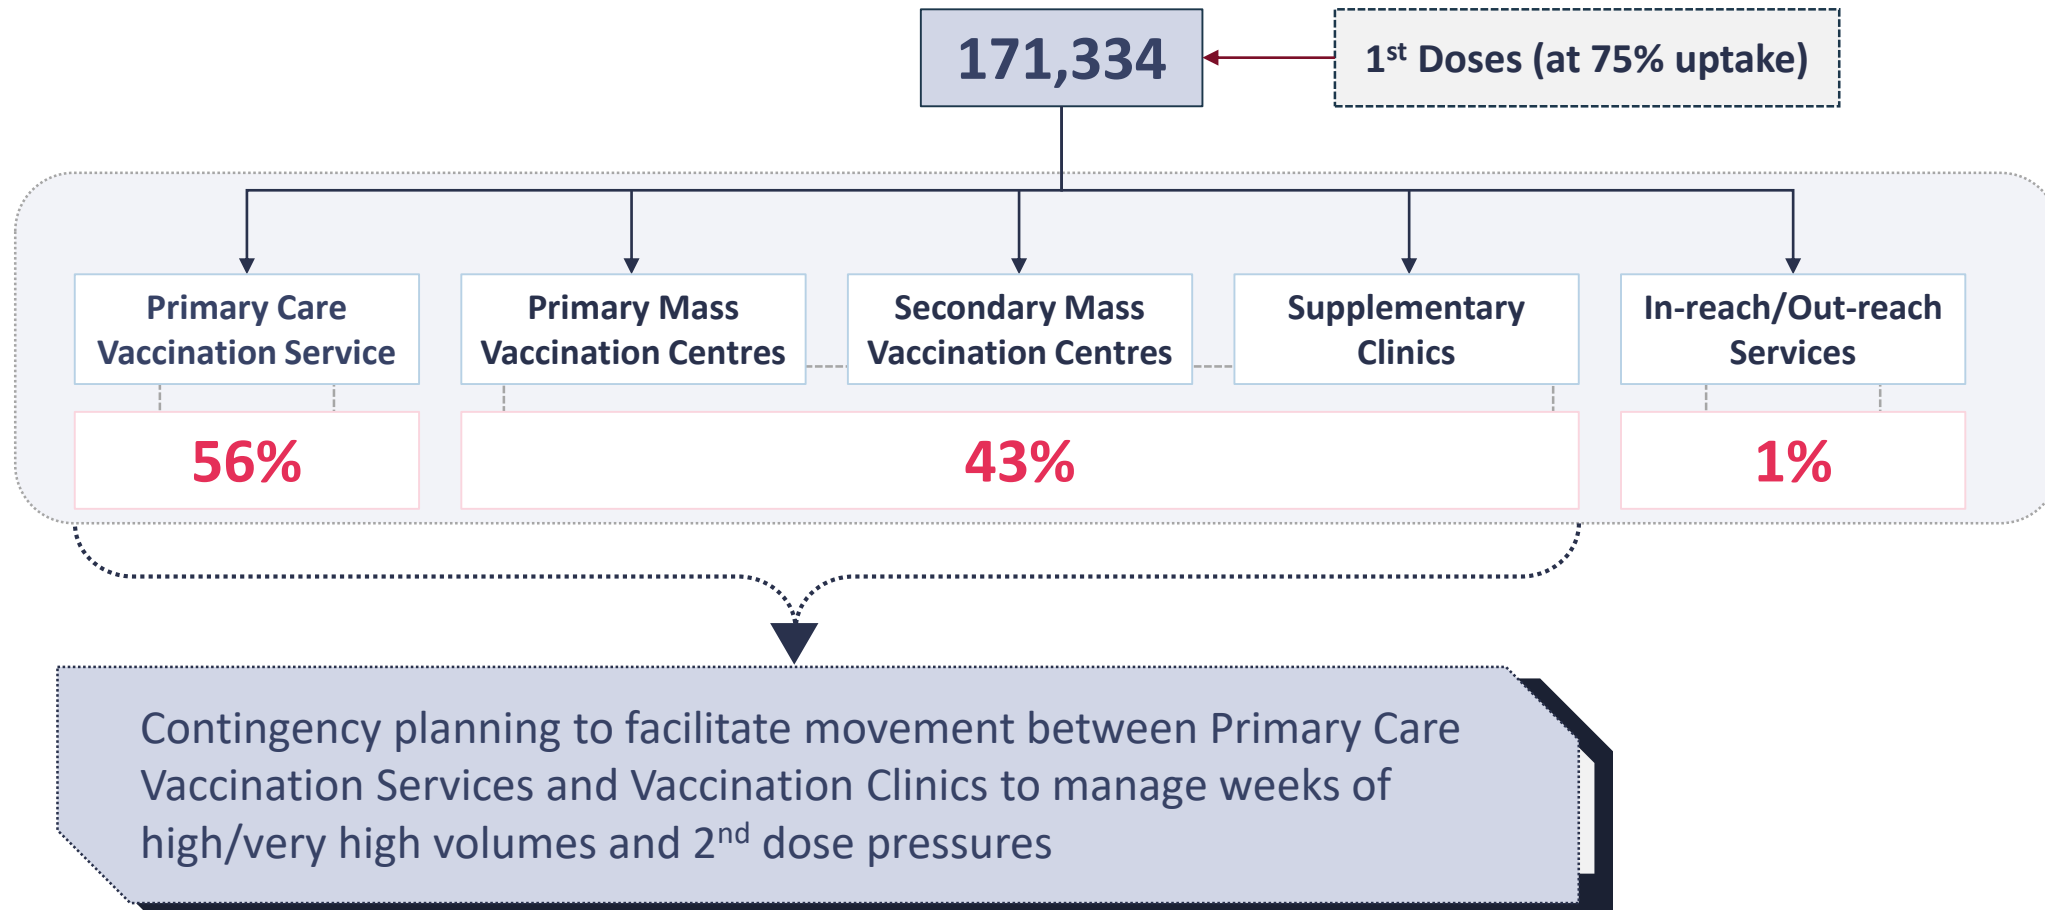 171,334
1st Doses (at 75% uptake)
Primary Care
Vaccination Service
Primary Mass
Vaccination Centres
Secondary Mass
Vaccination Centres
Supplementary
Clinics
In-reach/Out-reach
Services
56%
43%
1%
Contingency planning to facilitate movement between Primary Care
Vaccination Services and Vaccination Clinics to manage weeks of
high/very high volumes and 2nd dose pressures